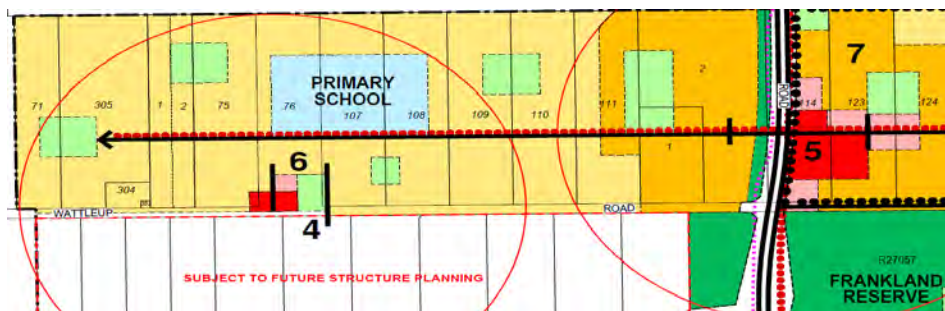 PRIMARY
SCHOOL
71
305
1
2
75
76
107
108
109
110
111
2
1
ROAD
114
123
124
7
5
6
304
WATTLEUP
ROAD
4
SUBJECT TO FUTURE STRUCTURE PLANNING
R27057
FRANKLAND
RESERVE